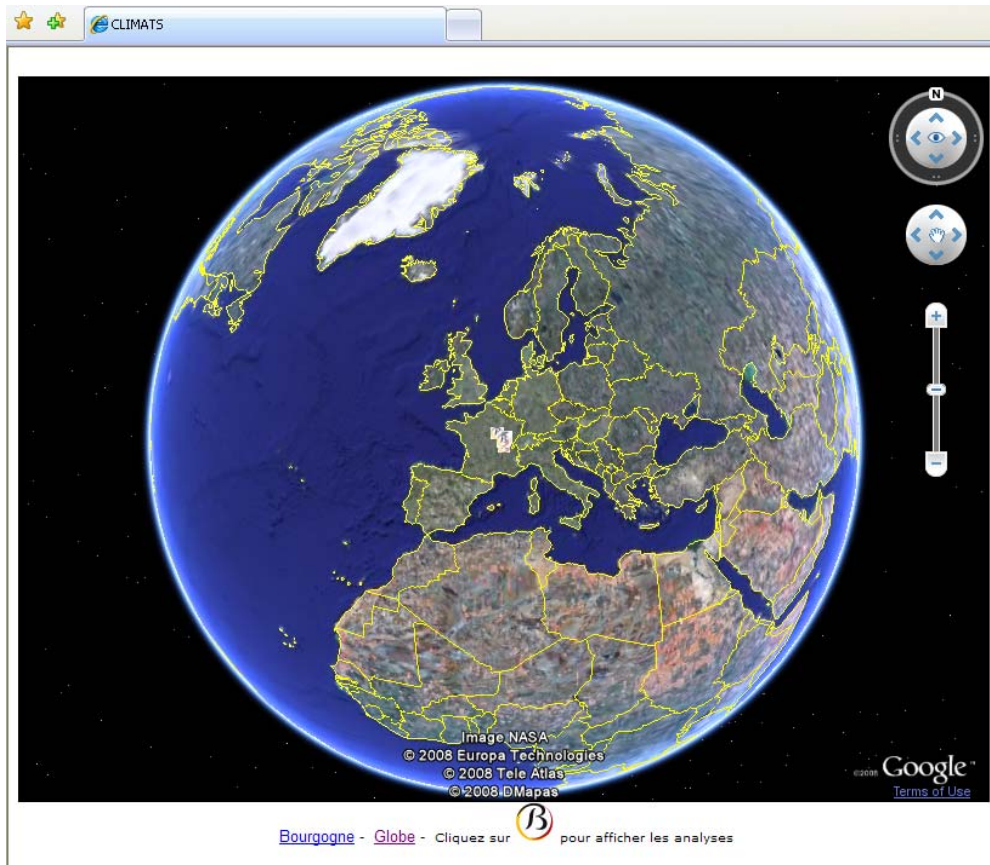 CLIMATS
N
Image NASA
© 2008 Europa Technologies
© 2008 Tele Atlas
© 2008 DMapas
©2008 Google™
Terms of Use
Bourgogne - Globe - Cliquez sur B pour afficher les analyses